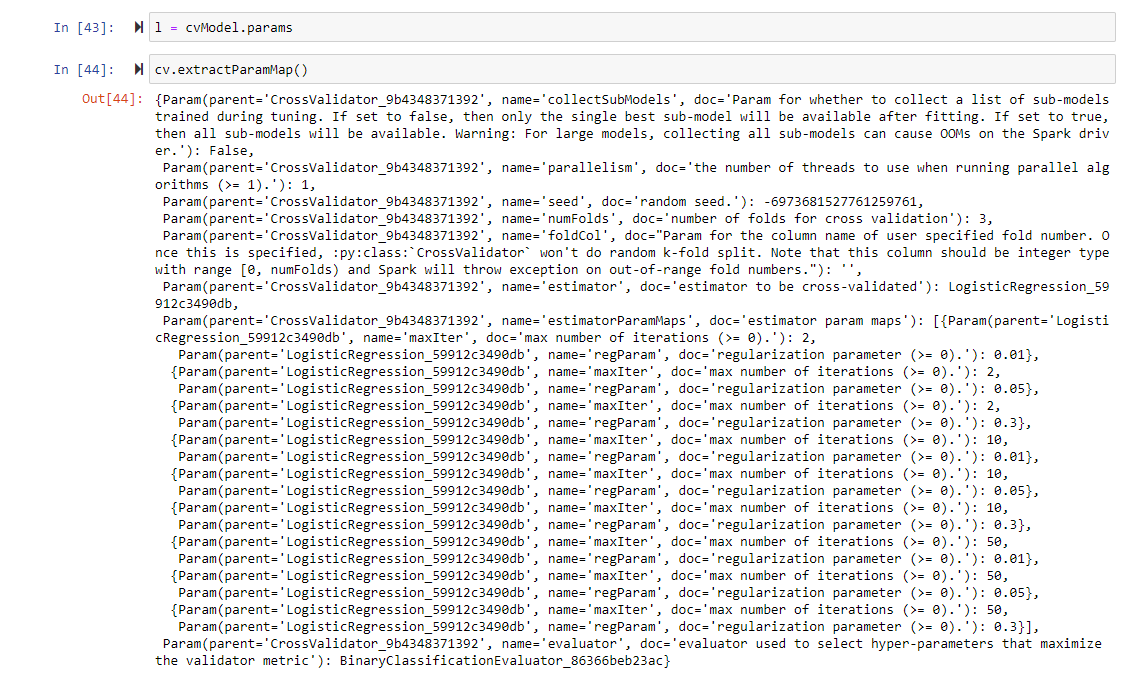 In [43]: l = cvModel.params
In [44]: cv.extractParamMap()
Out[44]: {Param(parent='CrossValidator_9b4348371392', name='collectSubModels', doc='Param for whether to collect a list of sub-models
trained during tuning. If set to false, then only the single best sub-model will be available after fitting. If set to true,
then all sub-models will be available. Warning: For large models, collecting all sub-models can cause OOMs on the Spark driv
er.'): False,
Param(parent='CrossValidator_9b4348371392', name='parallelism', doc='the number of threads to use when running parallel alg
orithms (>= 1).'): 1,
Param(parent='CrossValidator_9b4348371392', name='seed', doc='random seed.'): -6973681527761259761,
Param(parent='CrossValidator_9b4348371392', name='numFolds', doc='number of folds for cross validation'): 3,
Param(parent='CrossValidator_9b4348371392', name='foldCol', doc="Param for the column name of user specified fold number. O
nce this is specified, :py:class:`CrossValidator` won't do random k-fold split. Note that this column should be integer type
with range [0, numFolds) and Spark will throw exception on out-of-range fold numbers."): '',
Param(parent='CrossValidator_9b4348371392', name='estimator', doc='estimator to be cross-validated'): LogisticRegression_59
912c3490db,
Param(parent='CrossValidator_9b4348371392', name='estimatorParamMaps', doc='estimator param maps'): [{Param(parent='Logisti
cRegression_59912c3490db', name='maxIter', doc='max number of iterations (>= 0).'): 2,
Param(parent='LogisticRegression_59912c3490db', name='regParam', doc='regularization parameter (>= 0).'): 0.01},
{Param(parent='LogisticRegression_59912c3490db', name='maxIter', doc='max number of iterations (>= 0).'): 2,
Param(parent='LogisticRegression_59912c3490db', name='regParam', doc='regularization parameter (>= 0).'): 0.05},
{Param(parent='LogisticRegression_59912c3490db', name='maxIter', doc='max number of iterations (>= 0).'): 2,
Param(parent='LogisticRegression_59912c3490db', name='regParam', doc='regularization parameter (>= 0).'): 0.3},
{Param(parent='LogisticRegression_59912c3490db', name='maxIter', doc='max number of iterations (>= 0).'): 10,
Param(parent='LogisticRegression_59912c3490db', name='regParam', doc='regularization parameter (>= 0).'): 0.01},
{Param(parent='LogisticRegression_59912c3490db', name='maxIter', doc='max number of iterations (>= 0).'): 10,
Param(parent='LogisticRegression_59912c3490db', name='regParam', doc='regularization parameter (>= 0).'): 0.05},
{Param(parent='LogisticRegression_59912c3490db', name='maxIter', doc='max number of iterations (>= 0).'): 10,
Param(parent='LogisticRegression_59912c3490db', name='regParam', doc='regularization parameter (>= 0).'): 0.3},
{Param(parent='LogisticRegression_59912c3490db', name='maxIter', doc='max number of iterations (>= 0).'): 50,
Param(parent='LogisticRegression_59912c3490db', name='regParam', doc='regularization parameter (>= 0).'): 0.01},
{Param(parent='LogisticRegression_59912c3490db', name='maxIter', doc='max number of iterations (>= 0).'): 50,
Param(parent='LogisticRegression_59912c3490db', name='regParam', doc='regularization parameter (>= 0).'): 0.05},
{Param(parent='LogisticRegression_59912c3490db', name='maxIter', doc='max number of iterations (>= 0).'): 50,
Param(parent='LogisticRegression_59912c3490db', name='regParam', doc='regularization parameter (>= 0).'): 0.3}],
Param(parent='CrossValidator_9b4348371392', name='evaluator', doc='evaluator used to select hyper-parameters that maximize
the validator metric'): BinaryClassificationEvaluator_86366beb23ac}